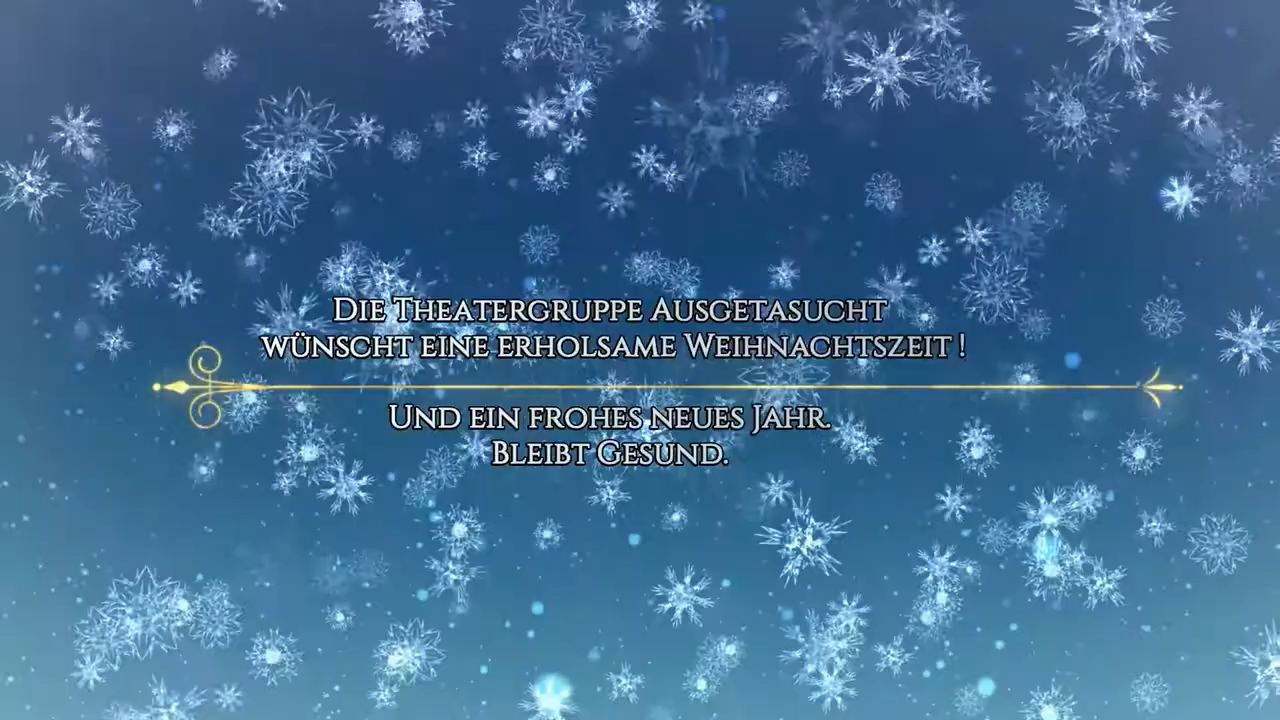 Die Theatergruppe Ausgetasucht
wünscht eine erholsame Weihnachtszeit !
Und ein frohes neues Jahr.
Bleibt Gesund.